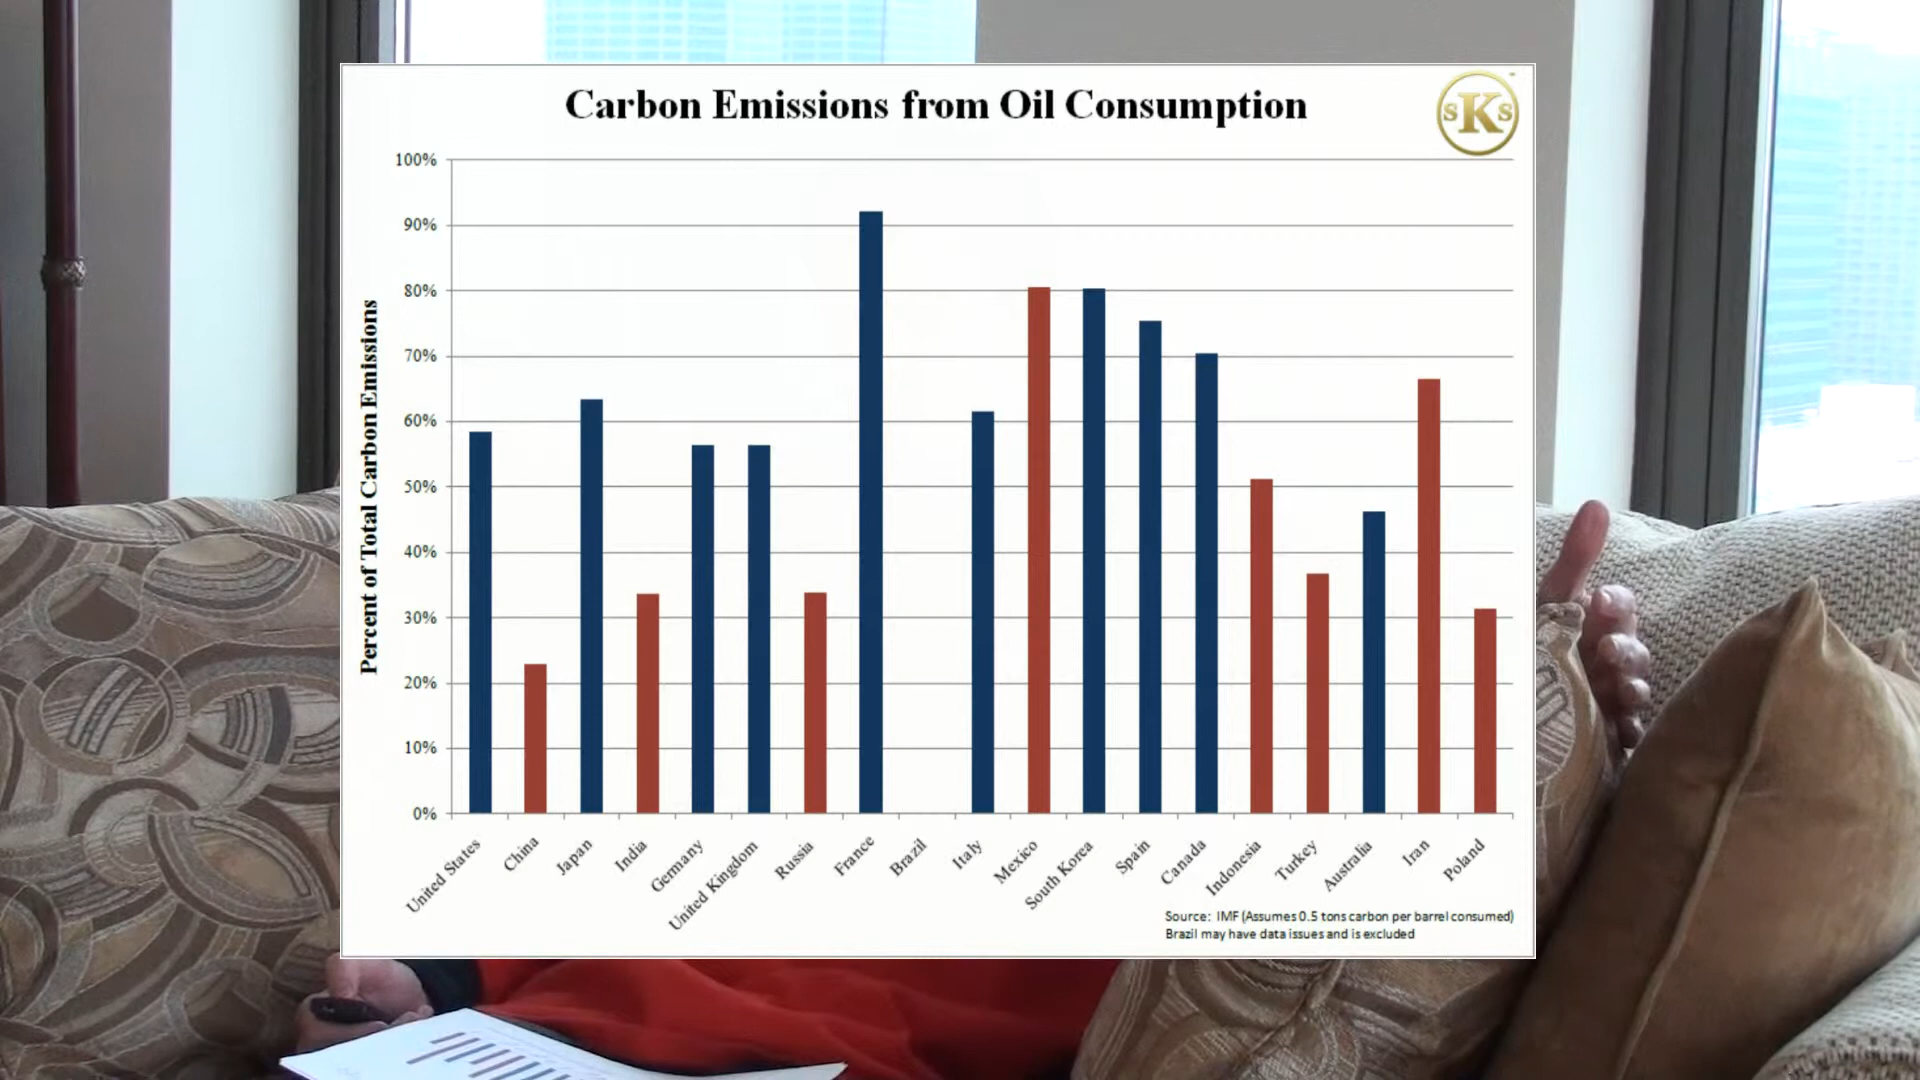 Carbon Emissions from Oil Consumption
sKs
Percent of Total Carbon Emissions
100%
90%
80%
70%
60%
50%
40%
30%
20%
10%
0%
United States
China
Japan
India
Germany
United Kingdom
Russia
France
Brazil
Italy
Mexico
South Korea
Spain
Canada
Indonesia
Turkey
Australia
Iran
Poland
Source: IMF (Assumes 0.5 tons carbon per barrel consumed)
Brazil may have data issues and is excluded